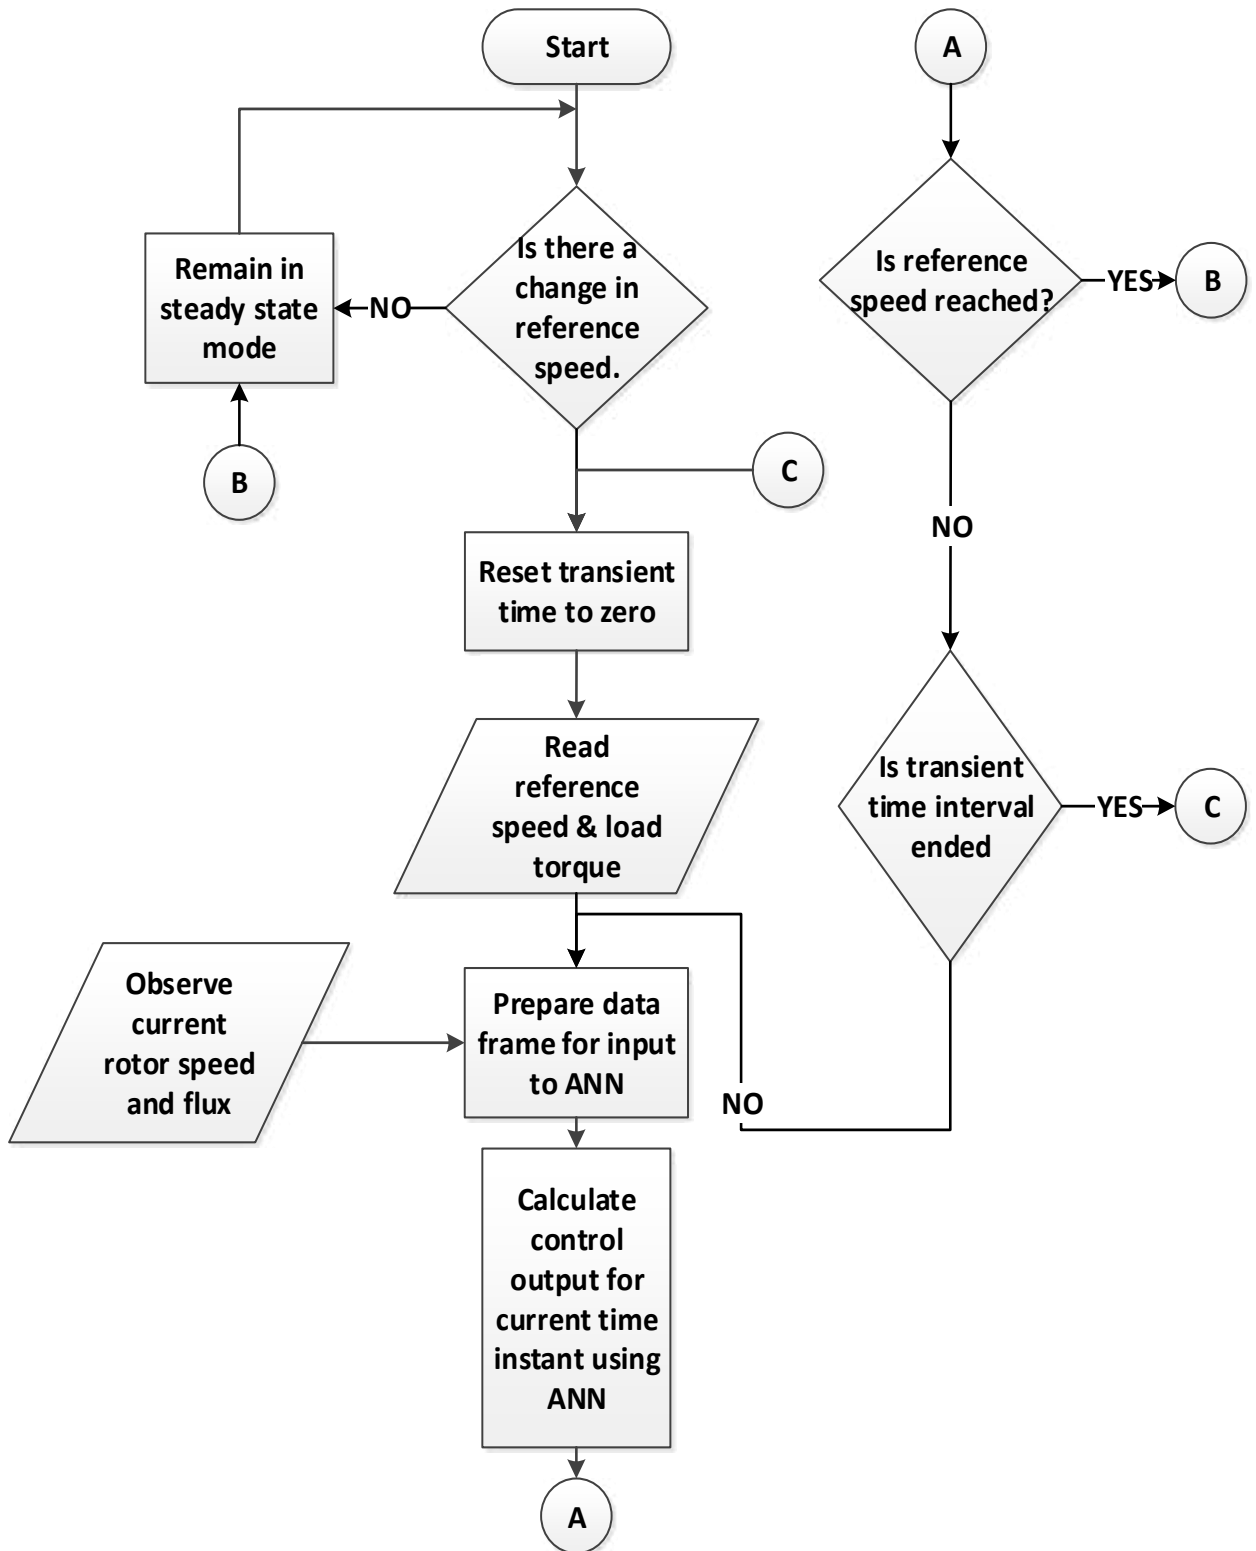 Start
Is there a
change in
reference
speed.
NO
Remain in
steady state
mode
B
C
Reset transient
time to zero
Read
reference
speed & load
torque
Observe
current
rotor speed
and flux
Prepare data
frame for input
to ANN
Calculate
control
output for
current time
instant using
ANN
A
A
Is reference
speed reached?
YES
B
NO
Is transient
time interval
ended
YES
C
NO